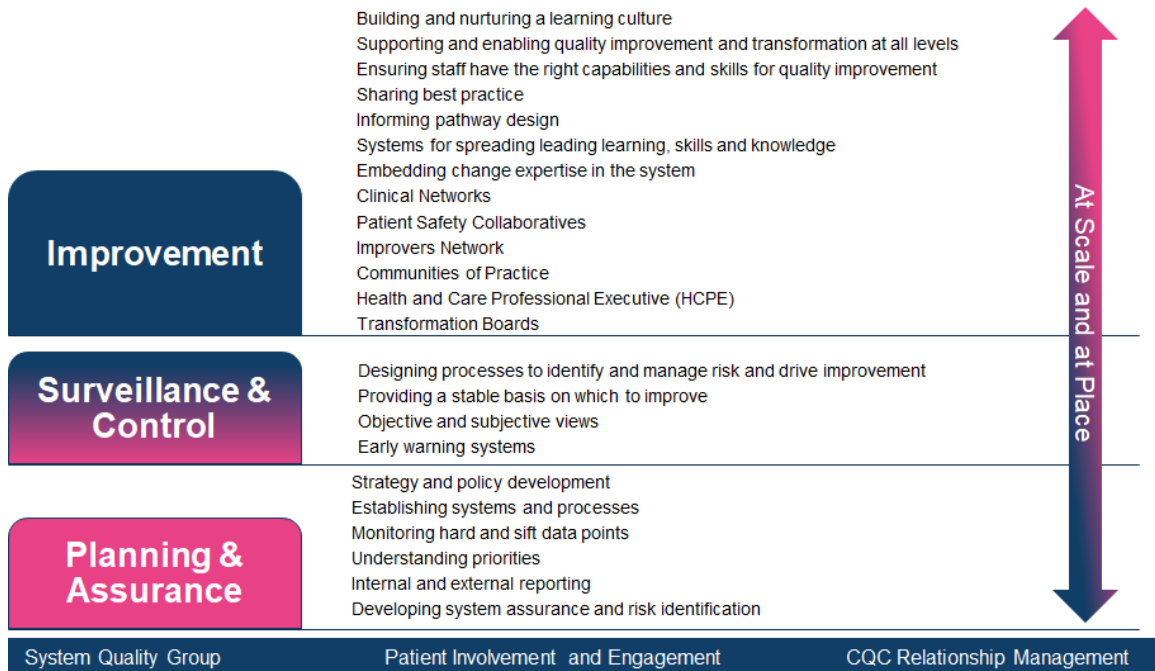 Building and nurturing a learning culture
Supporting and enabling quality improvement and transformation at all levels
Ensuring staff have the right capabilities and skills for quality improvement
Sharing best practice
Informing pathway design
Systems for spreading leading learning, skills and knowledge
Embedding change expertise in the system
Clinical Networks
Patient Safety Collaboratives
Improvers Network
Communities of Practice
Health and Care Professional Executive (HCPE)
Transformation Boards
Improvement
Surveillance &
Control
Designing processes to identify and manage risk and drive improvement
Providing a stable basis on which to improve
Objective and subjective views
Early warning systems
Planning &
Assurance
Strategy and policy development
Establishing systems and processes
Monitoring hard and sift data points
Understanding priorities
Internal and external reporting
Developing system assurance and risk identification
At Scale and at Place
System Quality Group
Patient Involvement and Engagement
CQC Relationship Management